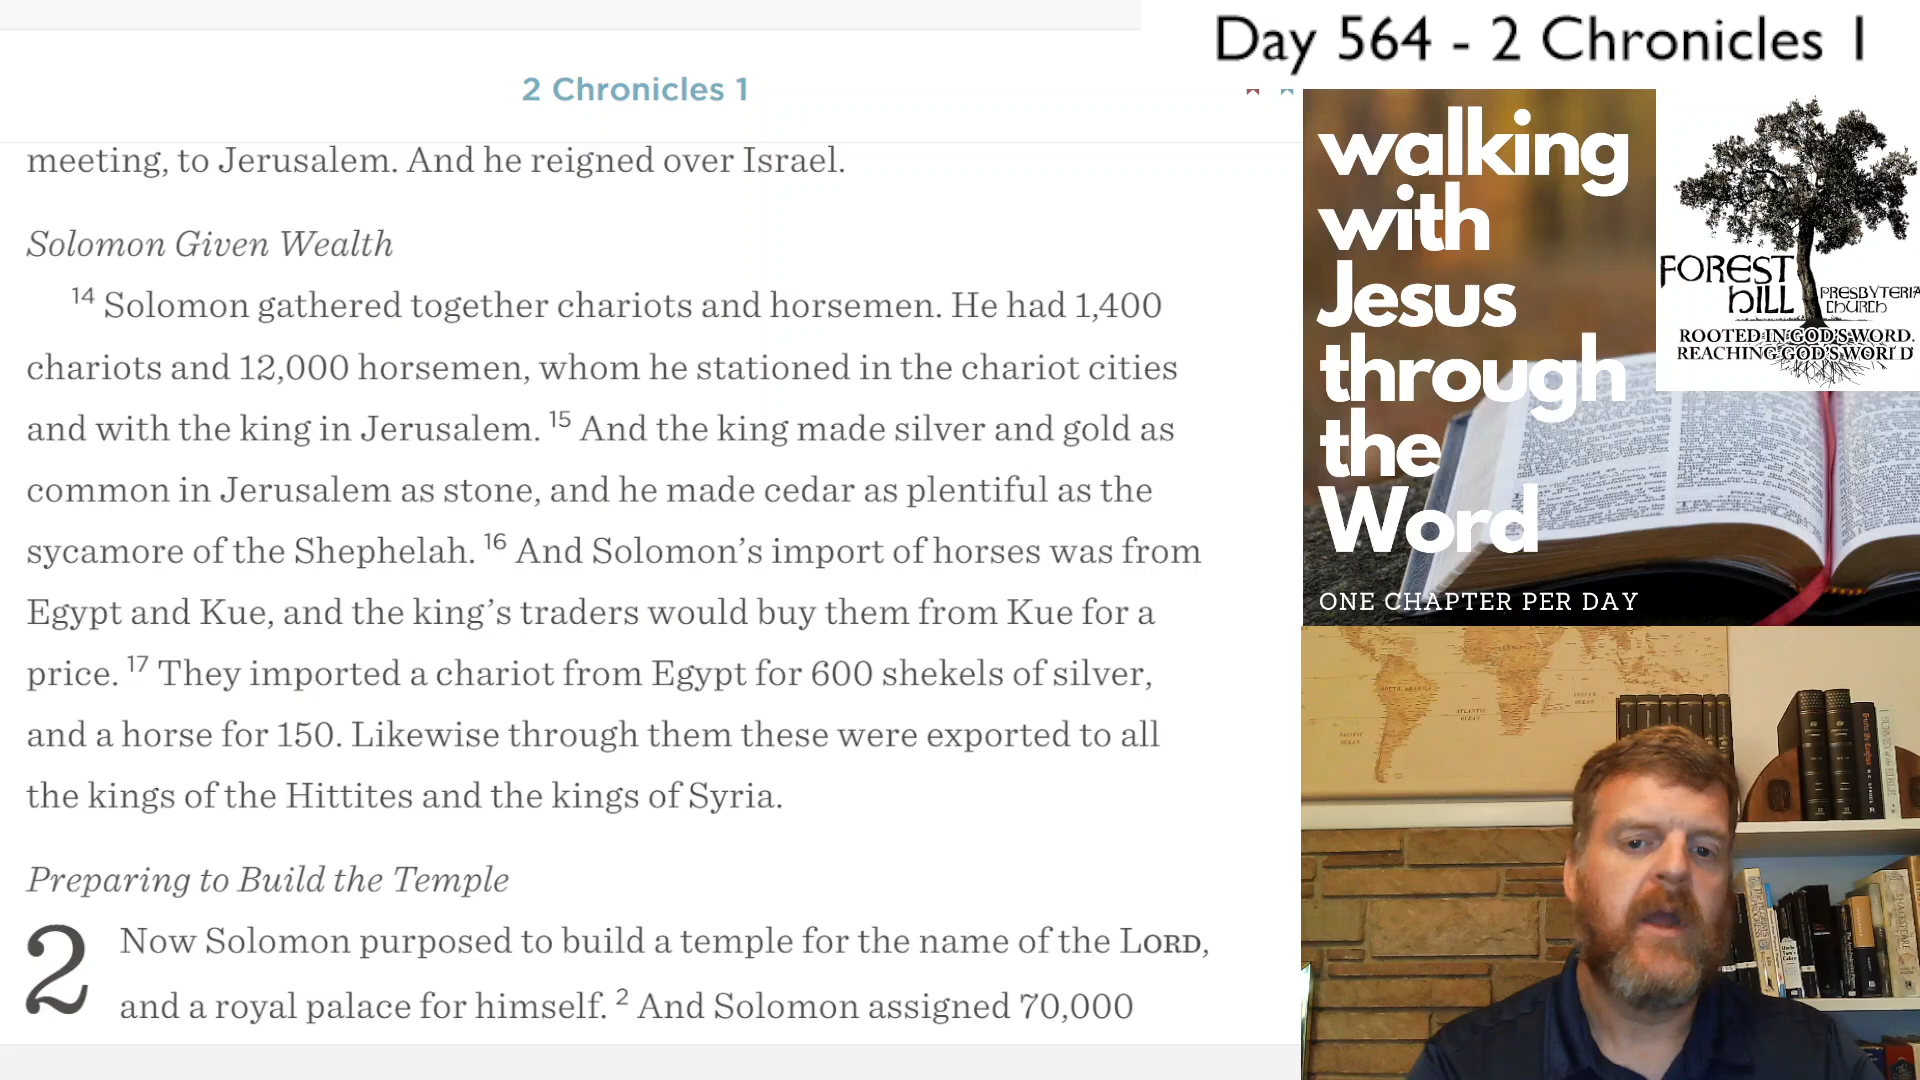 Day 564 - 2 Chronicles 1
2 Chronicles 1
meeting, to Jerusalem. And he reigned over Israel.
Solomon Given Wealth
14 Solomon gathered together chariots and horsemen. He had 1,400
chariots and 12,000 horsemen, whom he stationed in the chariot cities
and with the king in Jerusalem. 15 And the king made silver and gold as
common in Jerusalem as stone, and he made cedar as plentiful as the
sycamore of the Shephelah. 16 And Solomon’s import of horses was from
Egypt and Kue, and the king’s traders would buy them from Kue for a
price. 17 They imported a chariot from Egypt for 600 shekels of silver,
and a horse for 150. Likewise through them these were exported to all
the kings of the Hittites and the kings of Syria.
Preparing to Build the Temple
2 Now Solomon purposed to build a temple for the name of the LORD,
and a royal palace for himself. 2 And Solomon assigned 70,000
walking
with
Jesus
through
the
Word
ONE CHAPTER PER DAY
FOREST
HILL
PRESBYTERIA
CHURCH
ROOTED IN GOD'S WORD.
REACHING GOD'S WORLD
SOUTH AMERICA
ATLANTIC
OCEAN
PACIFIC
OCEAN